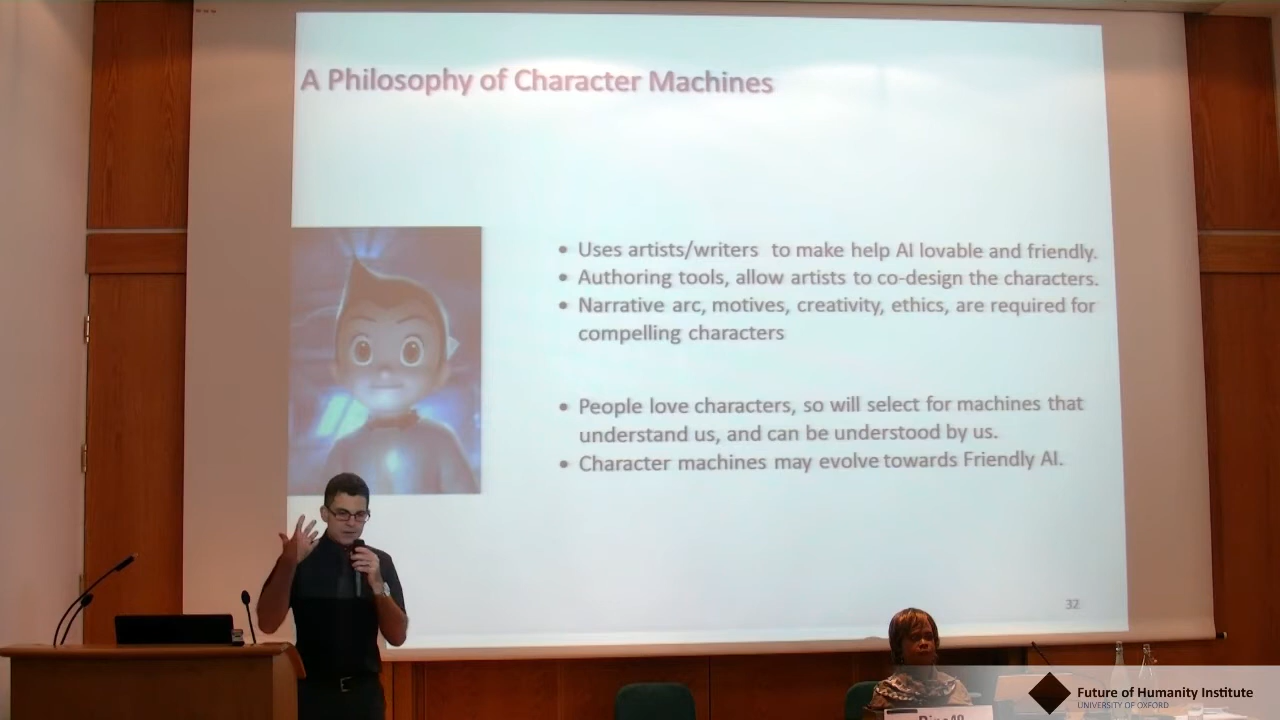 A Philosophy of Character Machines
• Uses artists/writers to make help AI lovable and friendly.
• Authoring tools, allow artists to co-design the characters.
• Narrative arc, motives, creativity, ethics, are required for
compelling characters
• People love characters, so will select for machines that
understand us, and can be understood by us.
• Character machines may evolve towards Friendly AI.
32
Future of Humanity Institute
UNIVERSITY OF OXFORD